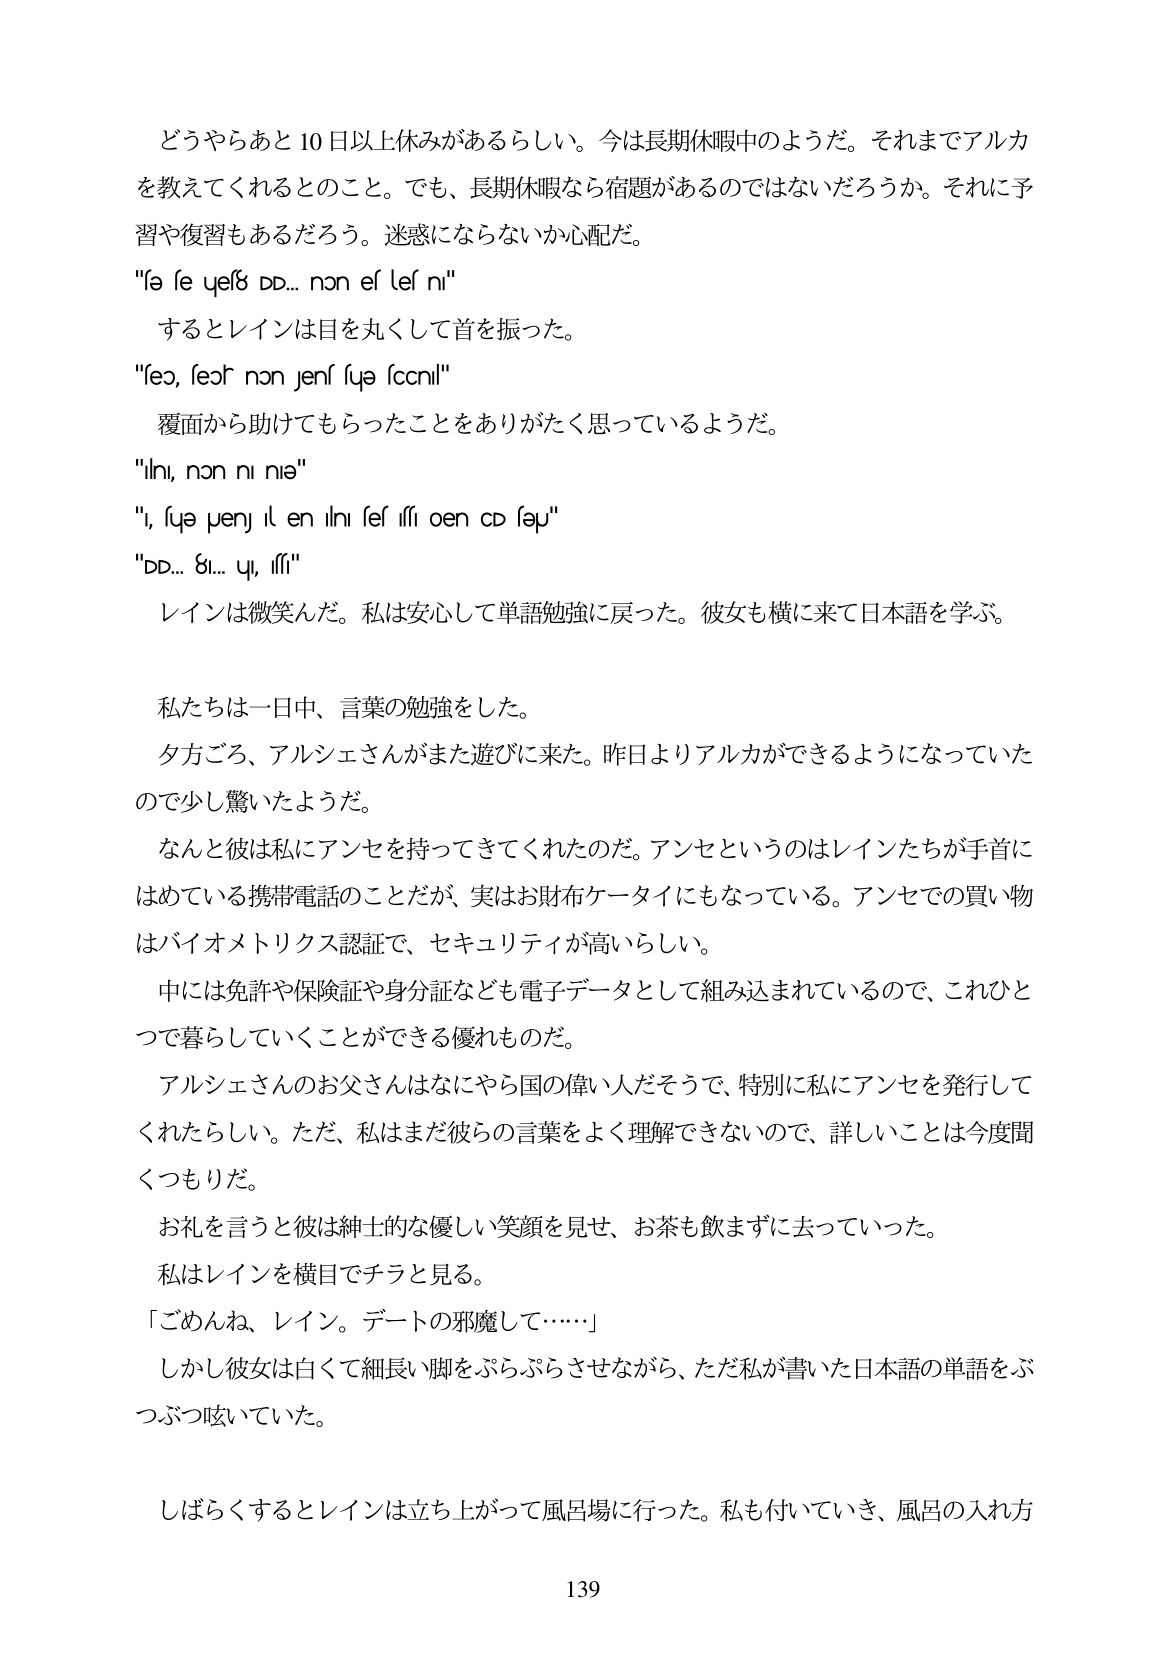 どうやらあと 10 日以上休みがあるらしい。今は長期休暇中のようだ。それまでアルカ
を教えてくれるとのこと。でも、長期休暇なら宿題があるのではないだろうか。それに予
習や復習もあるだろう。迷惑にならないか心配だ。
するとレインは目を丸くして首を振った。
覆面から助けてもらったことをありがたく思っているようだ。
レインは微笑んだ。私は安心して単語勉強に戻った。彼女も横に来て日本語を学ぶ。
私たちは一日中、言葉の勉強をした。
夕方ごろ、アルシェさんがまた遊びに来た。昨日よりアルカができるようになっていた
ので少し驚いたようだ。
なんと彼は私にアンセを持ってきてくれたのだ。アンセというのはレインたちが手首に
はめている携帯電話のことだが、実はお財布ケータイにもなっている。アンセでの買い物
はバイオメトリクス認証で、セキュリティが高いらしい。
中には免許や保険証や身分証なども電子データとして組み込まれているので、これひと
つで暮らしていくことができる優れものだ。
アルシェさんのお父さんはなにやら国の偉い人だそうで、特別に私にアンセを発行して
くれたらしい。ただ、私はまだ彼らの言葉をよく理解できないので、詳しいことは今度聞
くつもりだ。
お礼を言うと彼は紳士的な優しい笑顔を見せ、お茶も飲まずに去っていった。
私はレインを横目でチラと見る。
「ごめんね、レイン。デートの邪魔して……」
しかし彼女は白くて細長い脚をぷらぷらさせながら、ただ私が書いた日本語の単語をぶ
つぶつ呟いていた。
しばらくするとレインは立ち上がって風呂場に行った。私も付いていき、風呂の入れ方
139